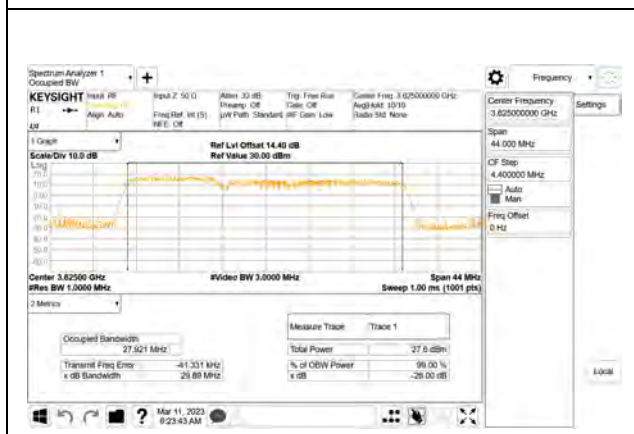 Spectrum Analyzer 1
Occupied BW
+
Frequency
KEYSIGHT Input: RF
R1
Align: Auto
Input Z: 50 Ω
Freq Ref: Int (S)
NFE: Off
Atten: 32 dB
Preamp: Off
µW Path: Standard
Trig: Free Run
Gate: Off
#IF Gain: Low
Center Freq: 3.625000000 GHz
Avg|Hold: 10/10
Radio Std: None
Center Frequency
3.625000000 GHz
Settings
Span
44.000 MHz
CF Step
4.400000 MHz
Auto
Man
Freq Offset
0 Hz
1 Graph
Scale/Div 10.0 dB
Ref Lvl Offset 14.40 dB
Ref Value 30.00 dBm
Log
Center 3.62500 GHz
#Res BW 1.0000 MHz
#Video BW 3.0000 MHz
Span 44 MHz
Sweep 1.00 ms (1001 pts)
2 Metrics
Measure Trace Trace 1
Occupied Bandwidth
27.921 MHz
Total Power 27.6 dBm
Transmit Freq Error -41.331 kHz
% of OBW Power 99.00 %
x dB Bandwidth 29.89 MHz
x dB -26.00 dB
Local
?
Mar 11, 2023
6:23:43 AM